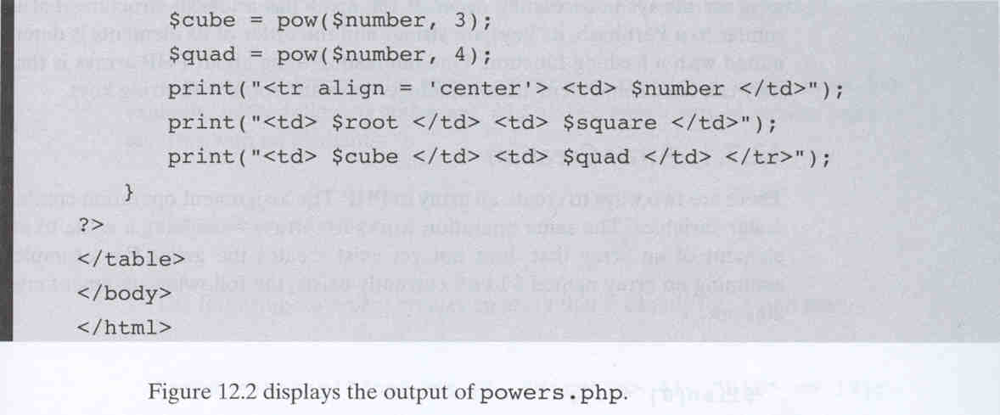 $cube = pow($number, 3);
$quad = pow($number, 4);
print("<tr align = 'center'> <td> $number </td>");
print("<td> $root </td> <td> $square </td>");
print("<td> $cube </td> <td> $quad </td> </tr>");
}
?>
</table>
</body>
</html>
Figure 12.2 displays the output of powers.php.